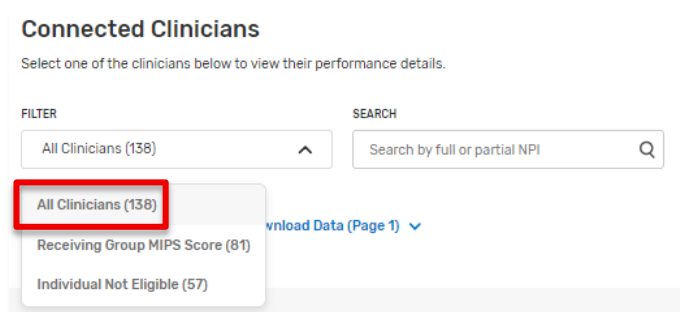 Connected Clinicians
Select one of the clinicians below to view their performance details.
FILTER
SEARCH
All Clinicians (138)
Search by full or partial NPI
All Clinicians (138)
Data (Page 1)
Receiving Group MIPS Score (81)
Individual Not Eligible (57)